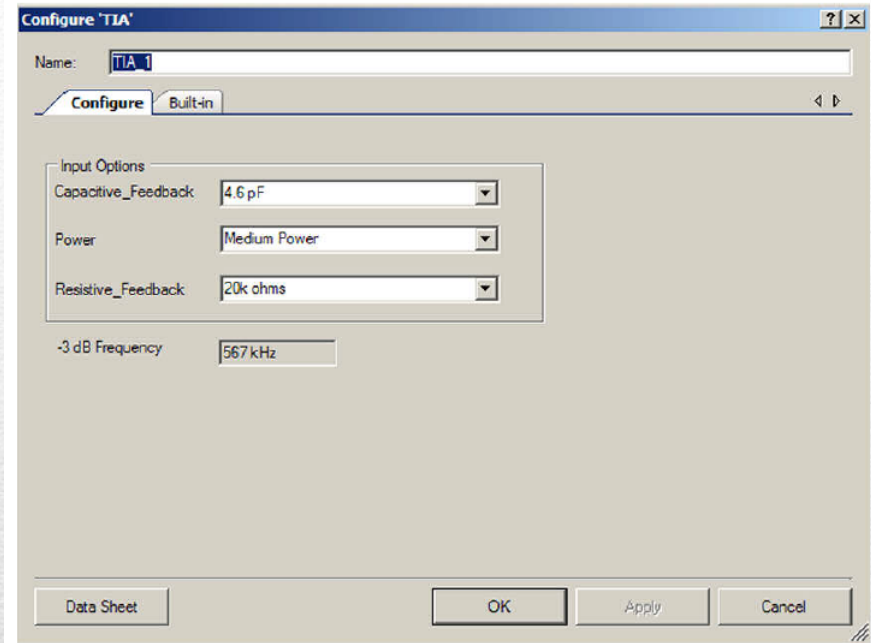 Configure 'TIA'
Name: TIA_1
Configure Built-in
Input Options
Capacitive_Feedback 4.6 pF
Power Medium Power
Resistive_Feedback 20k ohms
-3 dB Frequency 567 kHz
Data Sheet OK Apply Cancel